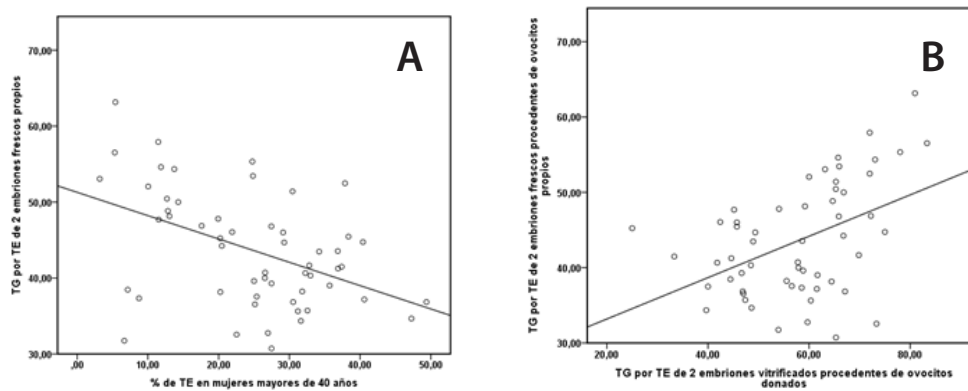 A
70,00
60,00
50,00
40,00
30,00
TG por TE de 2 embriones frescos propios
,00 10,00 20,00 30,00 40,00 50,00
% de TE en mujeres mayores de 40 años
B
70,00
60,00
50,00
40,00
30,00
TG por TE de 2 embriones frescos procedentes de ovocitos
propios
20,00 40,00 60,00 80,00
TG por TE de 2 embriones vitrificados procedentes de ovocitos
donados